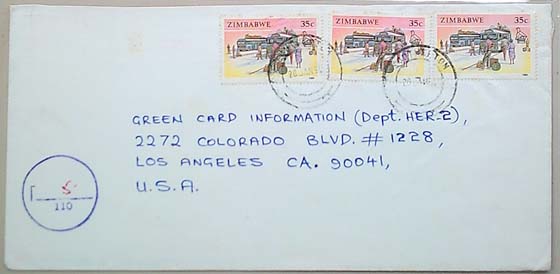 ZIMBABWE 35c
ZIMBABWE 35c
ZIMBABWE 35c
GREEN CARD INFORMATION (Dept. HER-2),
2272 COLORADO BLVD. # 1228,
LOS ANGELES CA. 90041,
U.S.A.
T 5
110